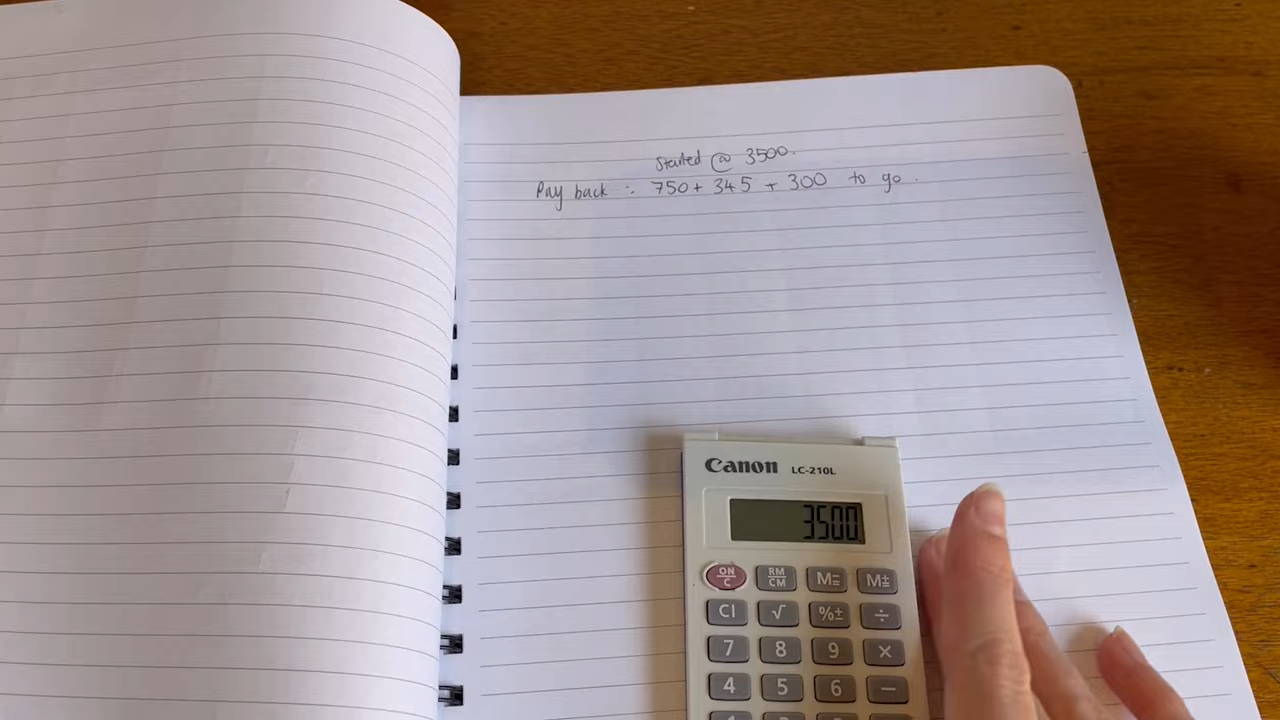 Started @ 3500.
Pay back : 750 + 345 + 300 to go.
Canon LC-210L
3500.
ON/C RM/CM M= M±
CI √ %± ÷
7 8 9 ×
4 5 6 −